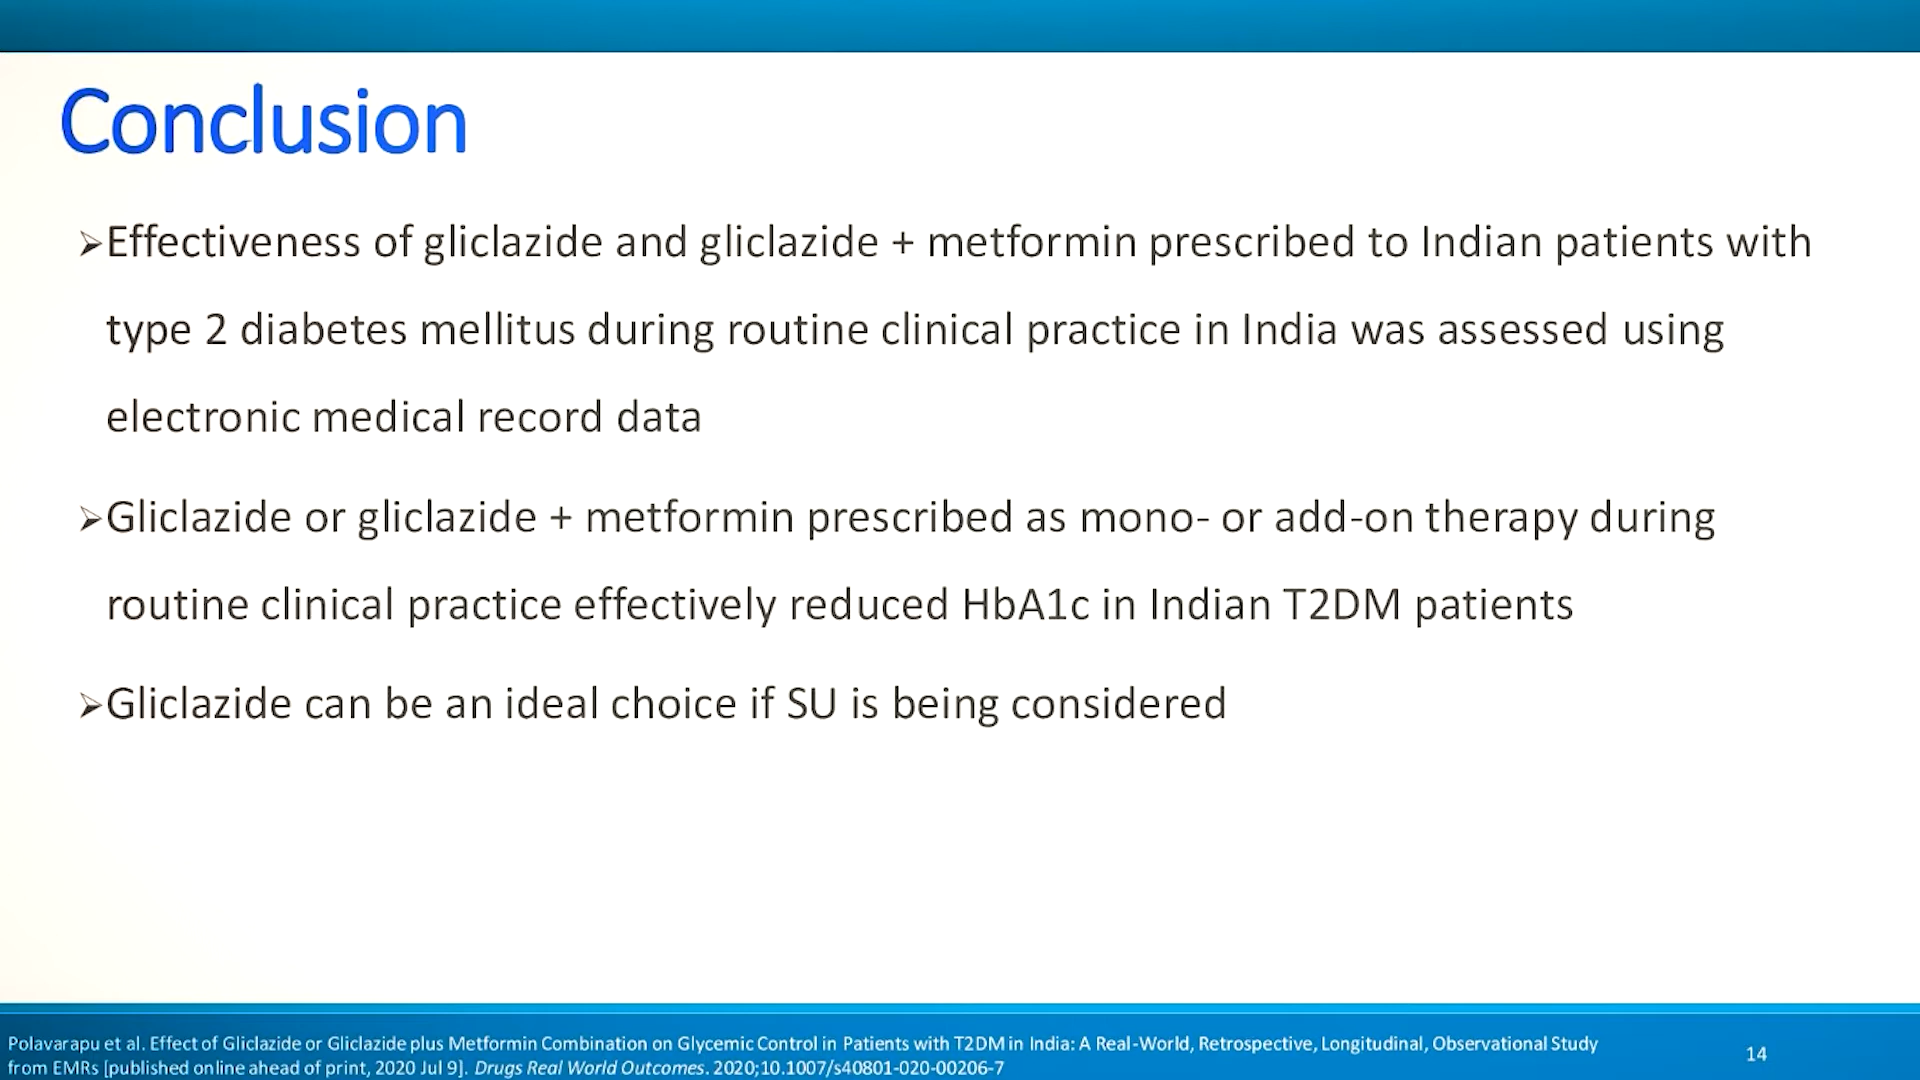 Conclusion
➢Effectiveness of gliclazide and gliclazide + metformin prescribed to Indian patients with
type 2 diabetes mellitus during routine clinical practice in India was assessed using
electronic medical record data
➢Gliclazide or gliclazide + metformin prescribed as mono- or add-on therapy during
routine clinical practice effectively reduced HbA1c in Indian T2DM patients
➢Gliclazide can be an ideal choice if SU is being considered
Polavarapu et al. Effect of Gliclazide or Gliclazide plus Metformin Combination on Glycemic Control in Patients with T2DM in India: A Real-World, Retrospective, Longitudinal, Observational Study
from EMRs [published online ahead of print, 2020 Jul 9]. Drugs Real World Outcomes. 2020;10.1007/s40801-020-00206-7
14